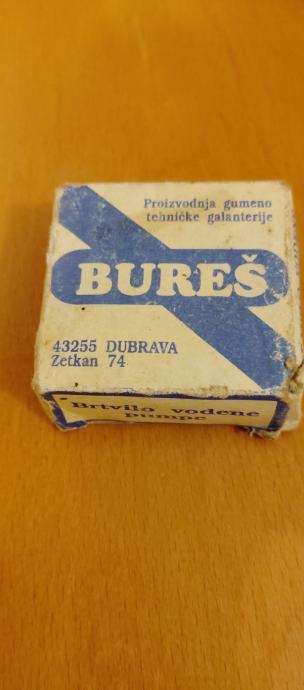 Proizvodnja gumeno
tehničke galanterije
BUREŠ
43255 DUBRAVA
Zetkan 74
Brtvilo vodene
pumpe